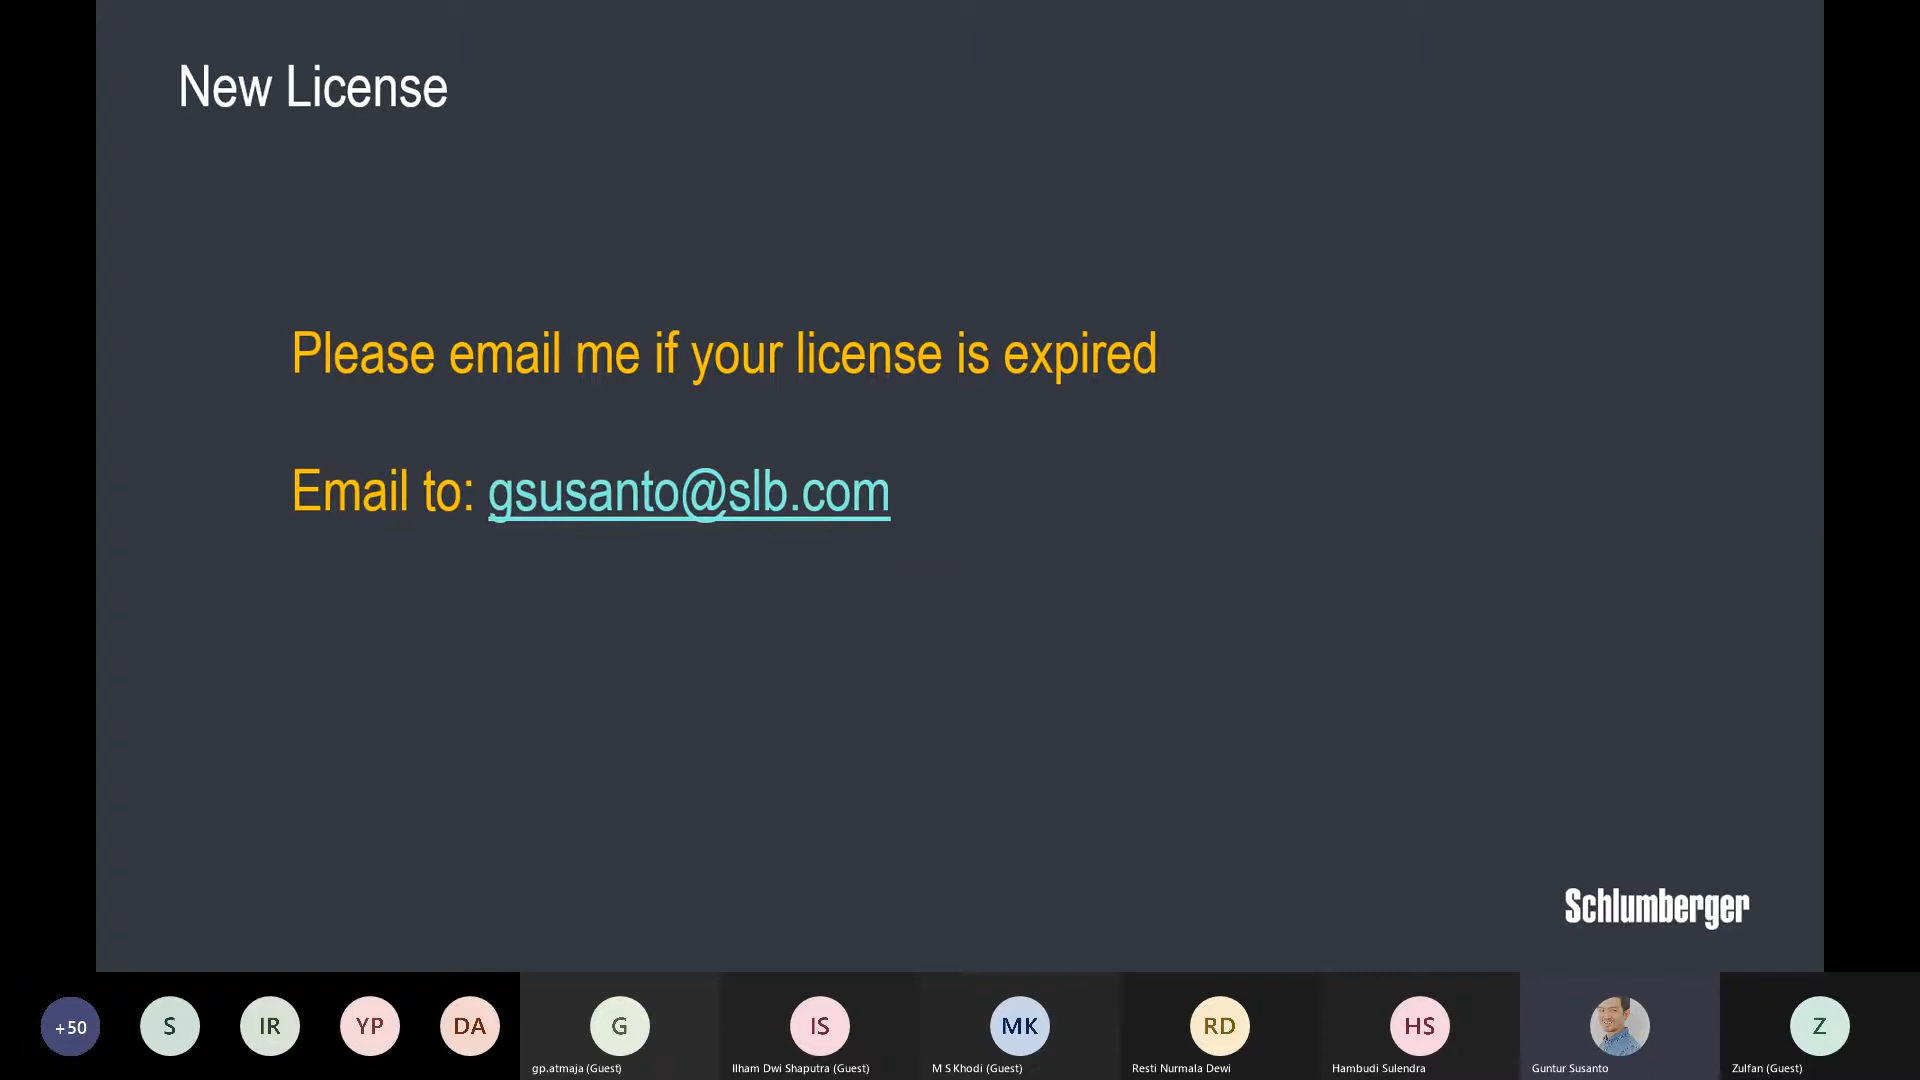 New License
Please email me if your license is expired
Email to: gsusanto@slb.com
Schlumberger
+50
S
IR
YP
DA
G
IS
MK
RD
HS
Z
gp.atmaja (Guest)
Ilham Dwi Shaputra (Guest)
M S Khodi (Guest)
Resti Nurmala Dewi
Hambudi Sulendra
Guntur Susanto
Zulfan (Guest)